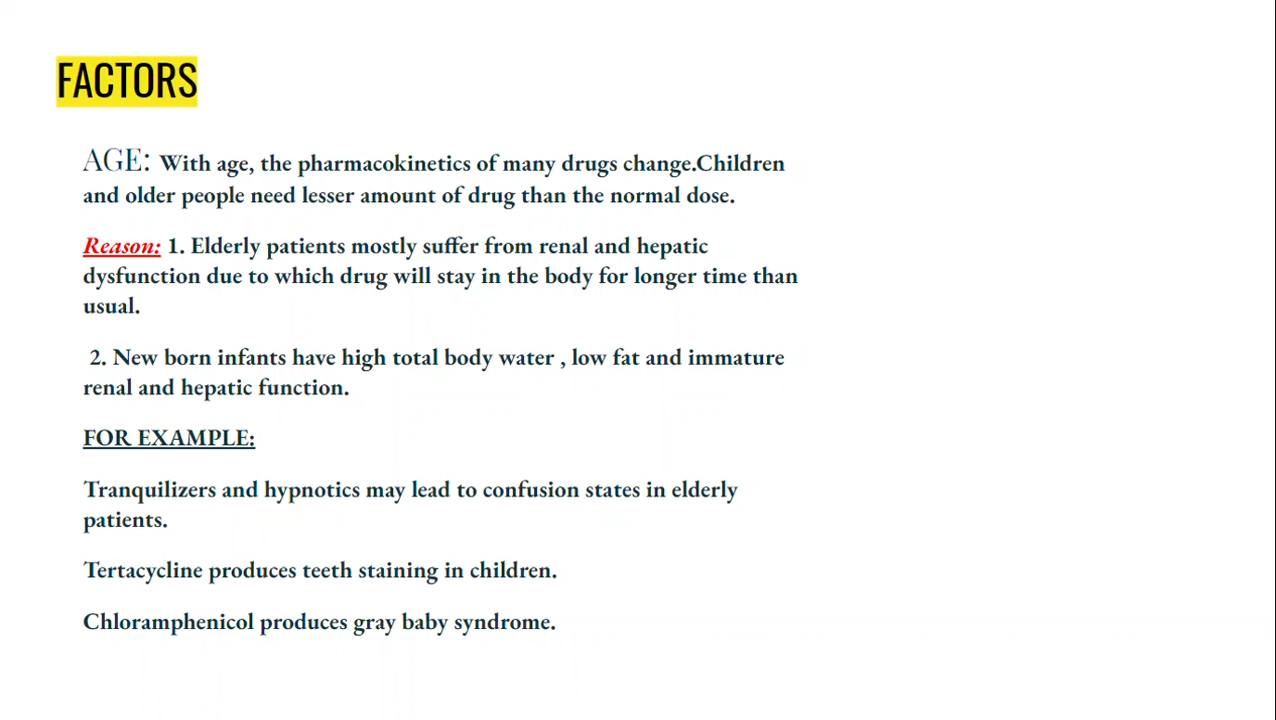 FACTORS
AGE: With age, the pharmacokinetics of many drugs change.Children
and older people need lesser amount of drug than the normal dose.
Reason: 1. Elderly patients mostly suffer from renal and hepatic
dysfunction due to which drug will stay in the body for longer time than
usual.
2. New born infants have high total body water , low fat and immature
renal and hepatic function.
FOR EXAMPLE:
Tranquilizers and hypnotics may lead to confusion states in elderly
patients.
Tertacycline produces teeth staining in children.
Chloramphenicol produces gray baby syndrome.